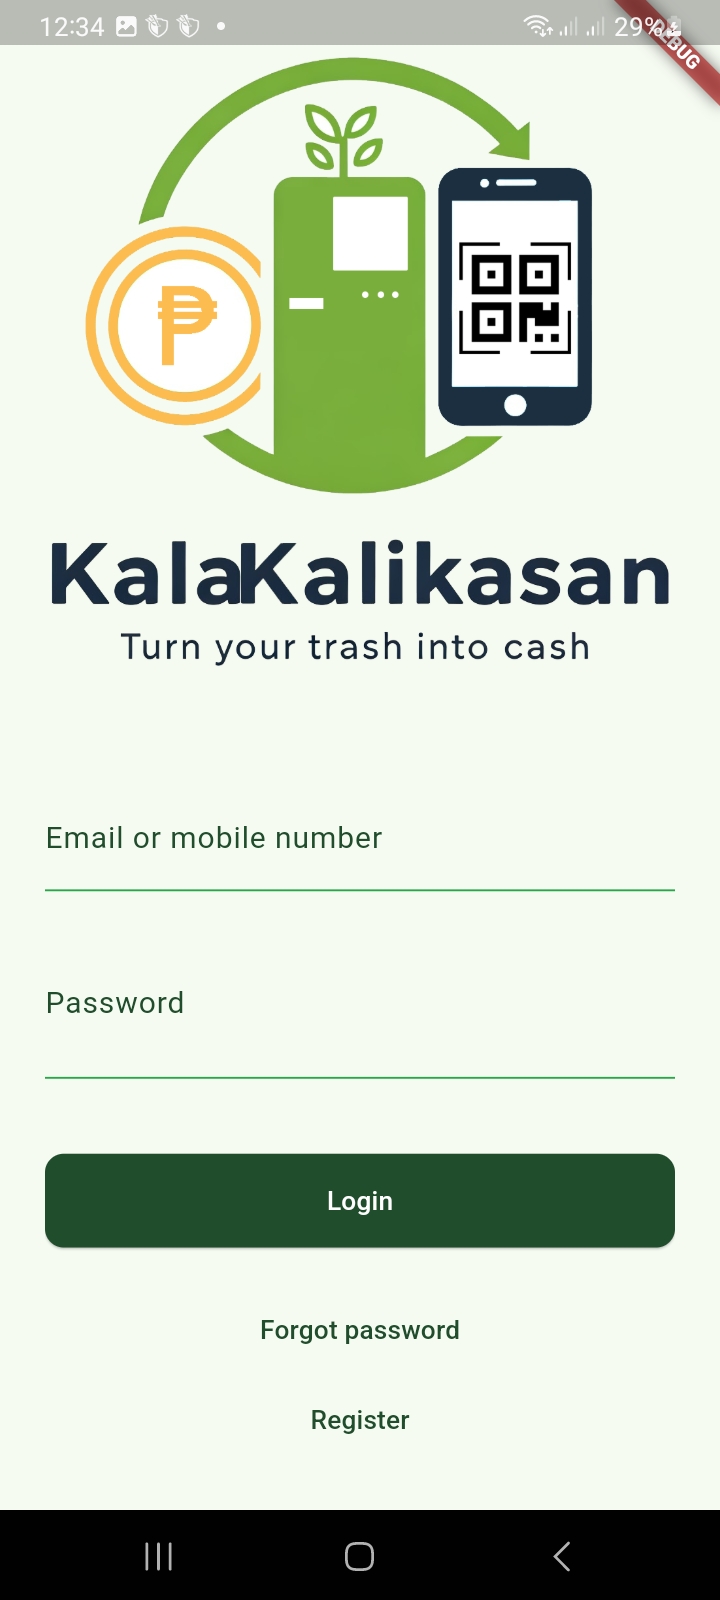 12:34
29%
DEBUG
₱
KalaKalikasan
Turn your trash into cash
Email or mobile number
Password
Login
Forgot password
Register